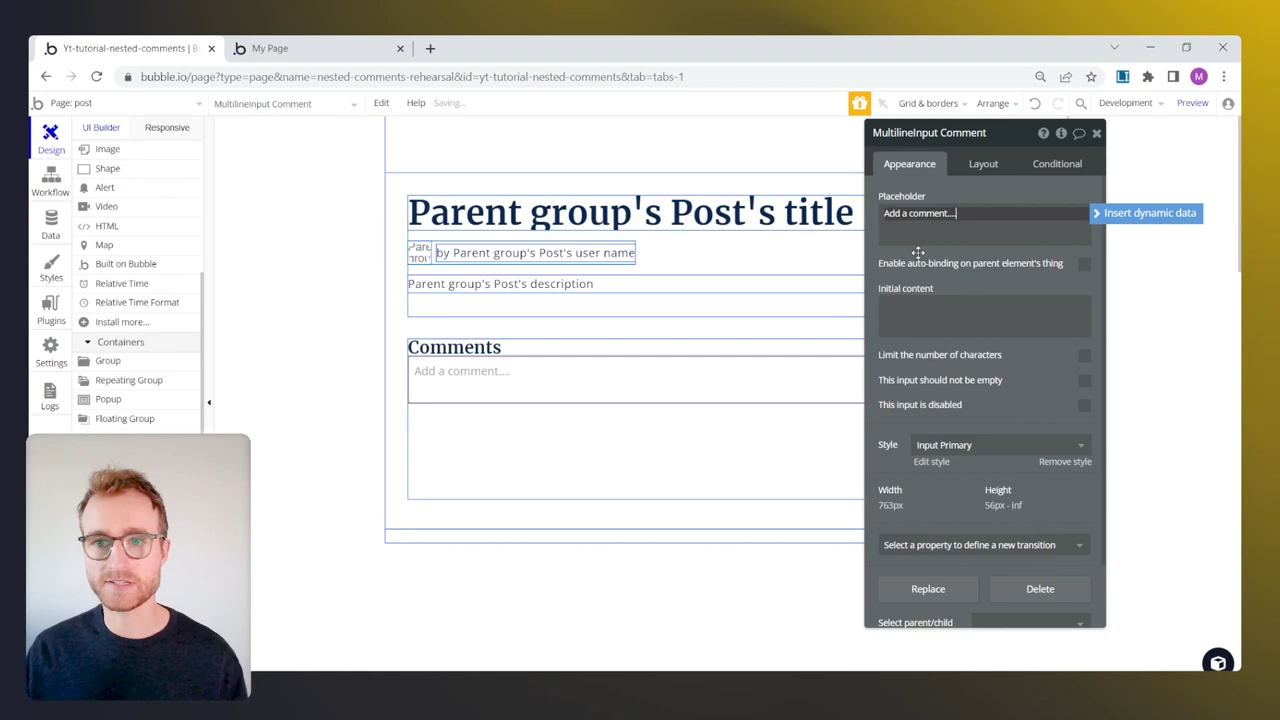 Yt-tutorial-nested-comments | B
My Page
bubble.io/page?type=page&name=nested-comments-rehearsal&id=yt-tutorial-nested-comments&tab=tabs-1
M
Page: post
MultilineInput Comment
Edit
Help
Saving...
Grid & borders
Arrange
Development
Preview
Design
Workflow
Data
Styles
Plugins
Settings
Logs
UI Builder
Responsive
Image
Shape
Alert
Video
HTML
Map
Built on Bubble
Relative Time
Relative Time Format
Install more...
Containers
Group
Repeating Group
Popup
Floating Group
Parent group's Post's title
by Parent group's Post's user name
Parent group's Post's description
Comments
Add a comment....
MultilineInput Comment
Appearance
Layout
Conditional
Placeholder
Add a comment....
Insert dynamic data
Enable auto-binding on parent element's thing
Initial content
Limit the number of characters
This input should not be empty
This input is disabled
Style
Input Primary
Edit style
Remove style
Width
Height
763px
56px - inf
Select a property to define a new transition
Replace
Delete
Select parent/child